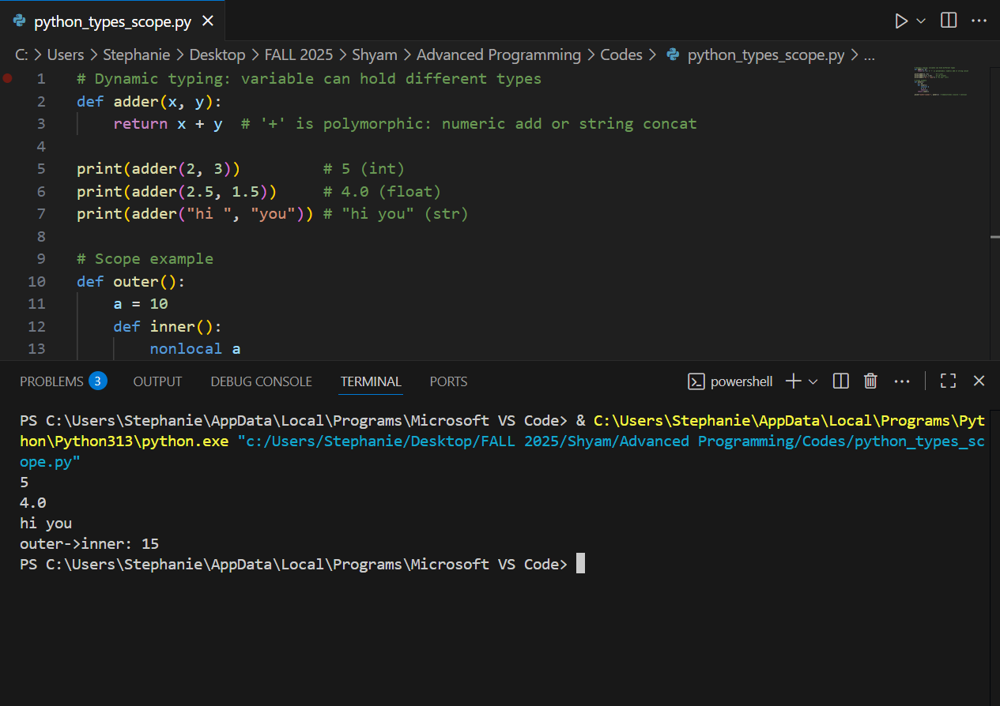 python_types_scope.py
C: > Users > Stephanie > Desktop > FALL 2025 > Shyam > Advanced Programming > Codes > python_types_scope.py > ...
1 # Dynamic typing: variable can hold different types
2 def adder(x, y):
3     return x + y  # '+' is polymorphic: numeric add or string concat
4
5 print(adder(2, 3))         # 5 (int)
6 print(adder(2.5, 1.5))     # 4.0 (float)
7 print(adder("hi ", "you")) # "hi you" (str)
8
9 # Scope example
10 def outer():
11     a = 10
12     def inner():
13         nonlocal a
PROBLEMS 3 OUTPUT DEBUG CONSOLE TERMINAL PORTS powershell
PS C:\Users\Stephanie\AppData\Local\Programs\Microsoft VS Code> & C:\Users\Stephanie\AppData\Local\Programs\Pyt
hon\Python313\python.exe "c:/Users/Stephanie/Desktop/FALL 2025/Shyam/Advanced Programming/Codes/python_types_sc
ope.py"
5
4.0
hi you
outer->inner: 15
PS C:\Users\Stephanie\AppData\Local\Programs\Microsoft VS Code>